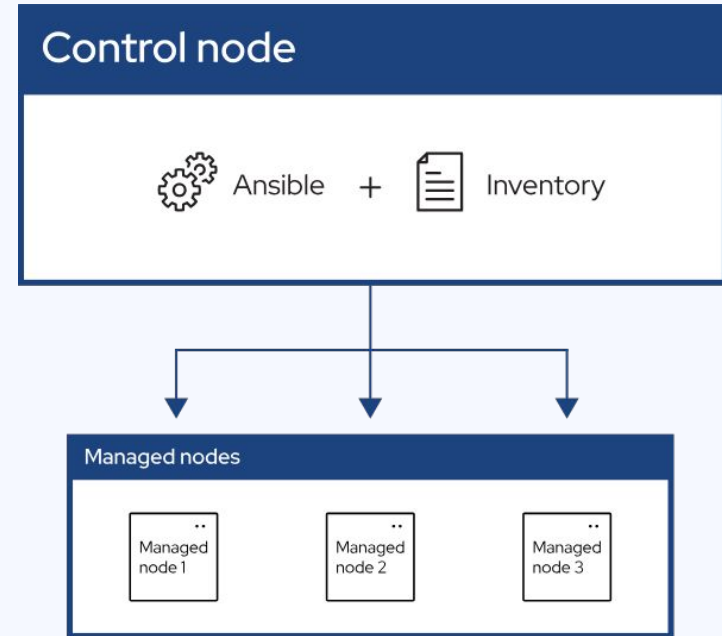 Control node
Ansible + Inventory
Managed nodes
Managed
node 1
Managed
node 2
Managed
node 3